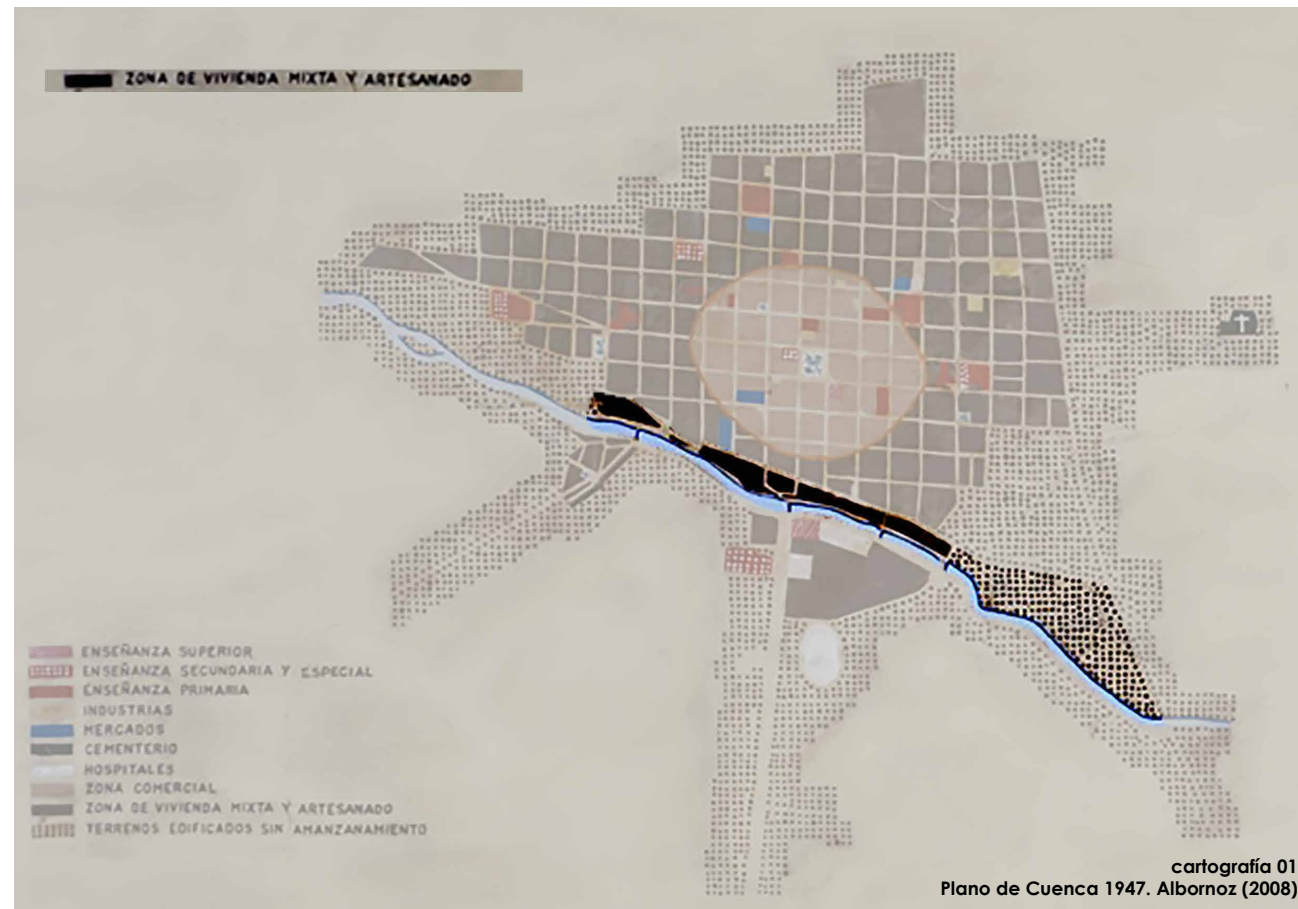 ZONA DE VIVIENDA MIXTA Y ARTESANADO
ENSEÑANZA SUPERIOR
ENSEÑANZA SECUNDARIA Y ESPECIAL
ENSEÑANZA PRIMARIA
INDUSTRIAS
MERCADOS
CEMENTERIO
HOSPITALES
ZONA COMERCIAL
ZONA DE VIVIENDA MIXTA Y ARTESANADO
TERRENOS EDIFICADOS SIN AMANZANAMIENTO
cartografía 01
Plano de Cuenca 1947. Albornoz (2008)